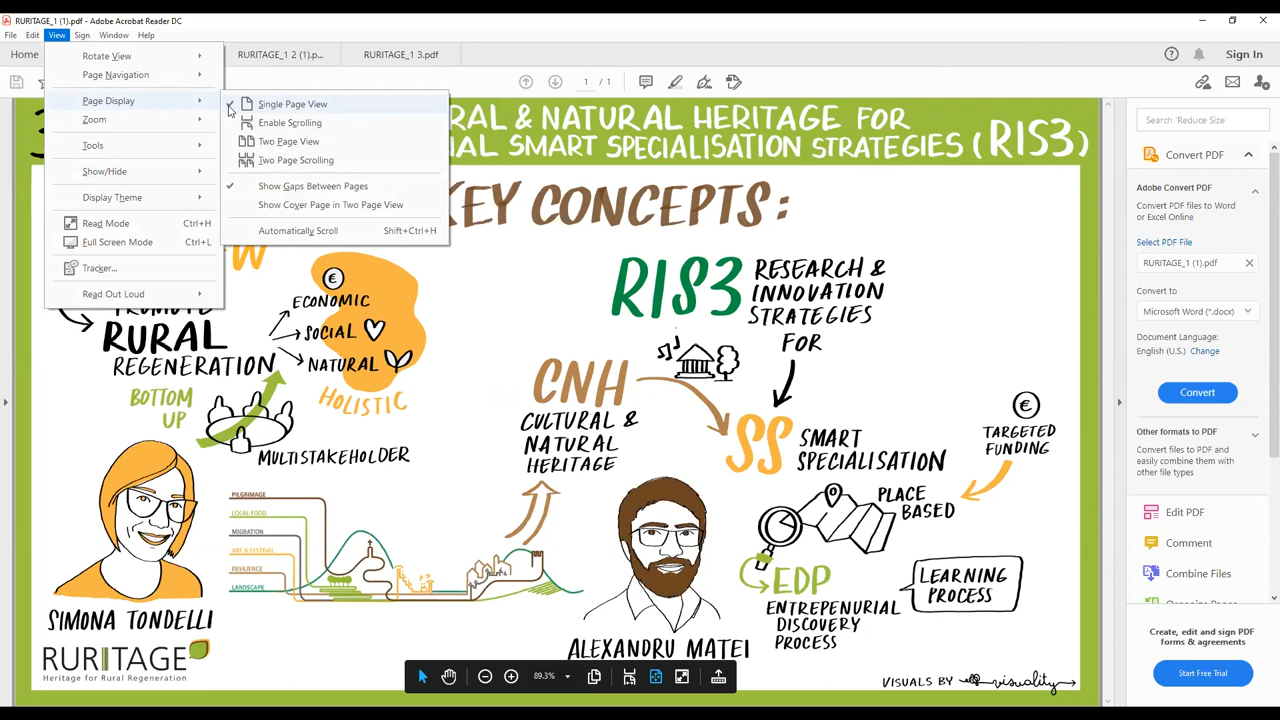 RURITAGE_1 (1).pdf - Adobe Acrobat Reader DC
File Edit View Sign Window Help
Home
RURITAGE_1 2 (1).p...
RURITAGE_1 3.pdf
Sign In
1 / 1
Rotate View
Page Navigation
Page Display
Zoom
Tools
Show/Hide
Display Theme
Read Mode Ctrl+H
Full Screen Mode Ctrl+L
Tracker...
Read Out Loud
Single Page View
Enable Scrolling
Two Page View
Two Page Scrolling
Show Gaps Between Pages
Show Cover Page in Two Page View
Automatically Scroll Shift+Ctrl+H
& NATURAL HERITAGE FOR
SMART SPECIALISATION STRATEGIES (RIS3)
KEY CONCEPTS:
RURAL
REGENERATION
ECONOMIC
SOCIAL
NATURAL
HOLISTIC
BOTTOM
UP
MULTISTAKEHOLDER
RIS3
RESEARCH &
INNOVATION
STRATEGIES
FOR
CNH
CULTURAL &
NATURAL
HERITAGE
SS
SMART
SPECIALISATION
€
TARGETED
FUNDING
PLACE
BASED
EDP
ENTREPENURIAL
DISCOVERY
PROCESS
LEARNING
PROCESS
PILGRIMAGE
LOCAL FOOD
MIGRATION
ART & FESTIVAL
RESILIENCE
LANDSCAPE
SIMONA TONDELLI
ALEXANDRU MATEI
RURITAGE
Heritage for Rural Regeneration
VISUALS BY visuality
89.3%
Search 'Reduce Size'
Convert PDF
Adobe Convert PDF
Convert PDF Files to Word
or Excel Online
Select PDF File
RURITAGE_1 (1).pdf
Convert to
Microsoft Word (*.docx)
Document Language:
English (U.S.) Change
Convert
Other formats to PDF
Convert files to PDF and
easily combine them with
other file types
Edit PDF
Comment
Combine Files
Create, edit and sign PDF
forms & agreements
Start Free Trial